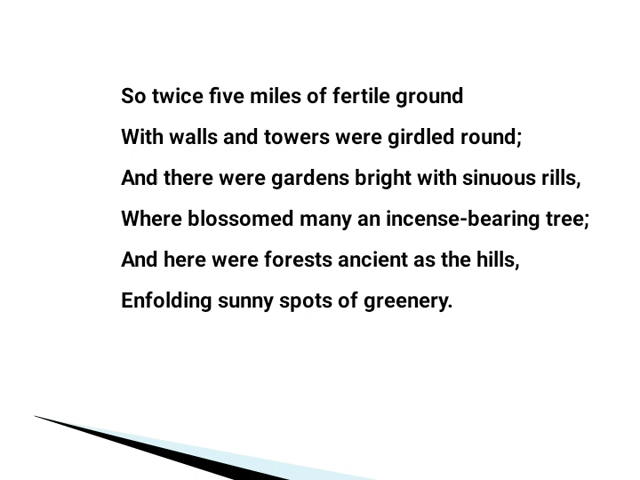 So twice five miles of fertile ground
With walls and towers were girdled round;
And there were gardens bright with sinuous rills,
Where blossomed many an incense-bearing tree;
And here were forests ancient as the hills,
Enfolding sunny spots of greenery.